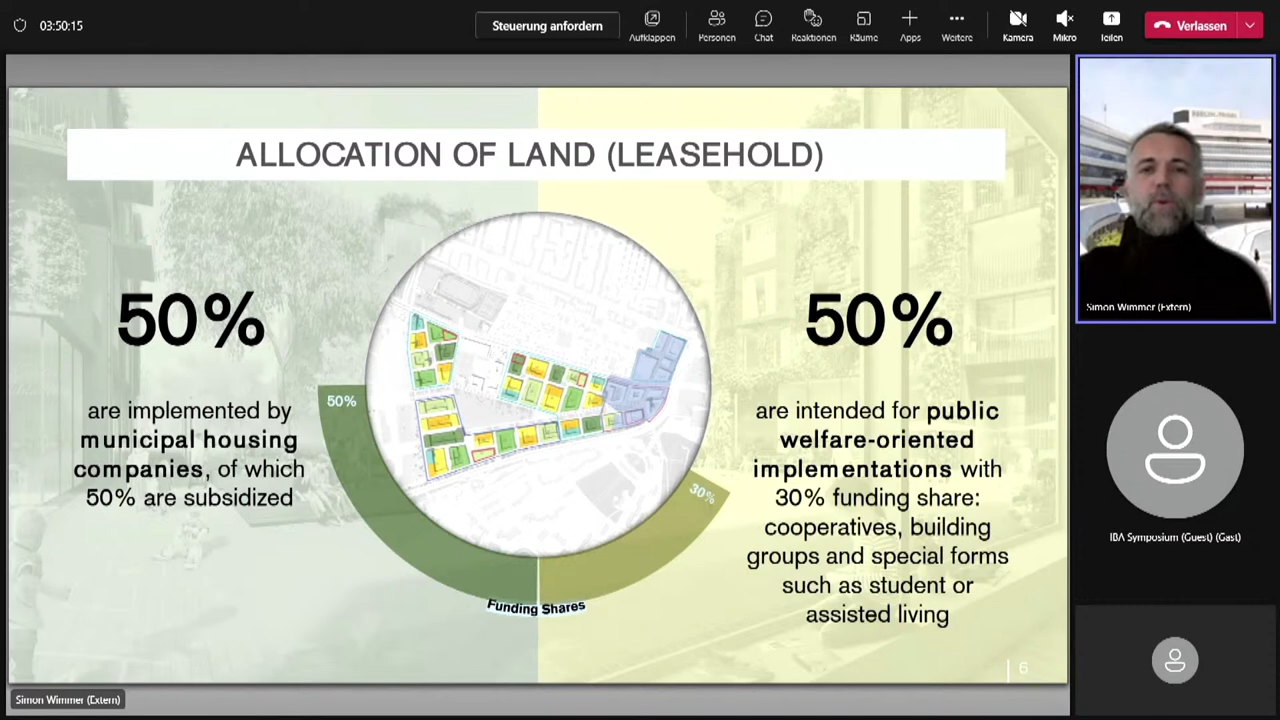 03:50:15
Steuerung anfordern
Aufklappen
Personen
Chat
Reaktionen
Räume
Apps
Weitere
Kamera
Mikro
Teilen
Verlassen
ALLOCATION OF LAND (LEASEHOLD)
50%
are implemented by
municipal housing
companies, of which
50% are subsidized
50%
30%
Funding Shares
50%
are intended for public
welfare-oriented
implementations with
30% funding share:
cooperatives, building
groups and special forms
such as student or
assisted living
6
Simon Wimmer (Extern)
Simon Wimmer (Extern)
IBA Symposium (Guest) (Gast)